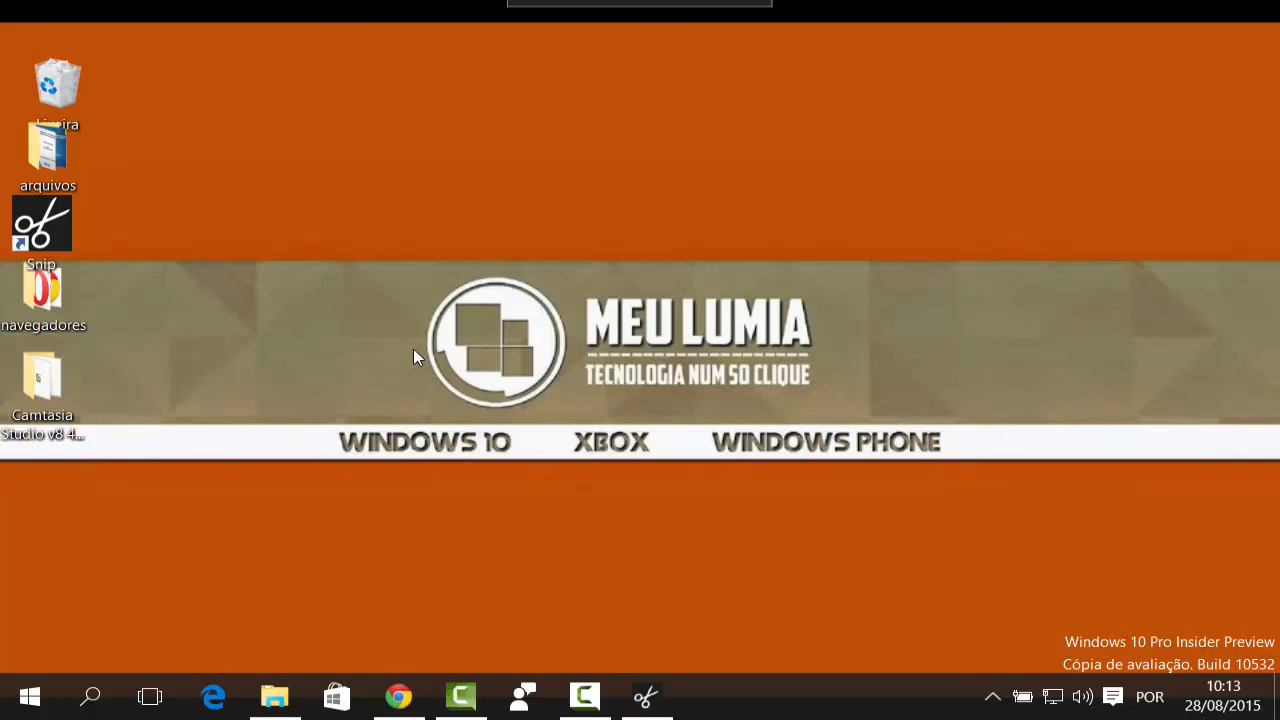 arquivos
Snip
navegadores
Camtasia
Studio v8 4...
MEU LUMIA
TECNOLOGIA NUM SO CLIQUE
WINDOWS 10 XBOX WINDOWS PHONE
Windows 10 Pro Insider Preview
Cópia de avaliação. Build 10532
POR
10:13
28/08/2015